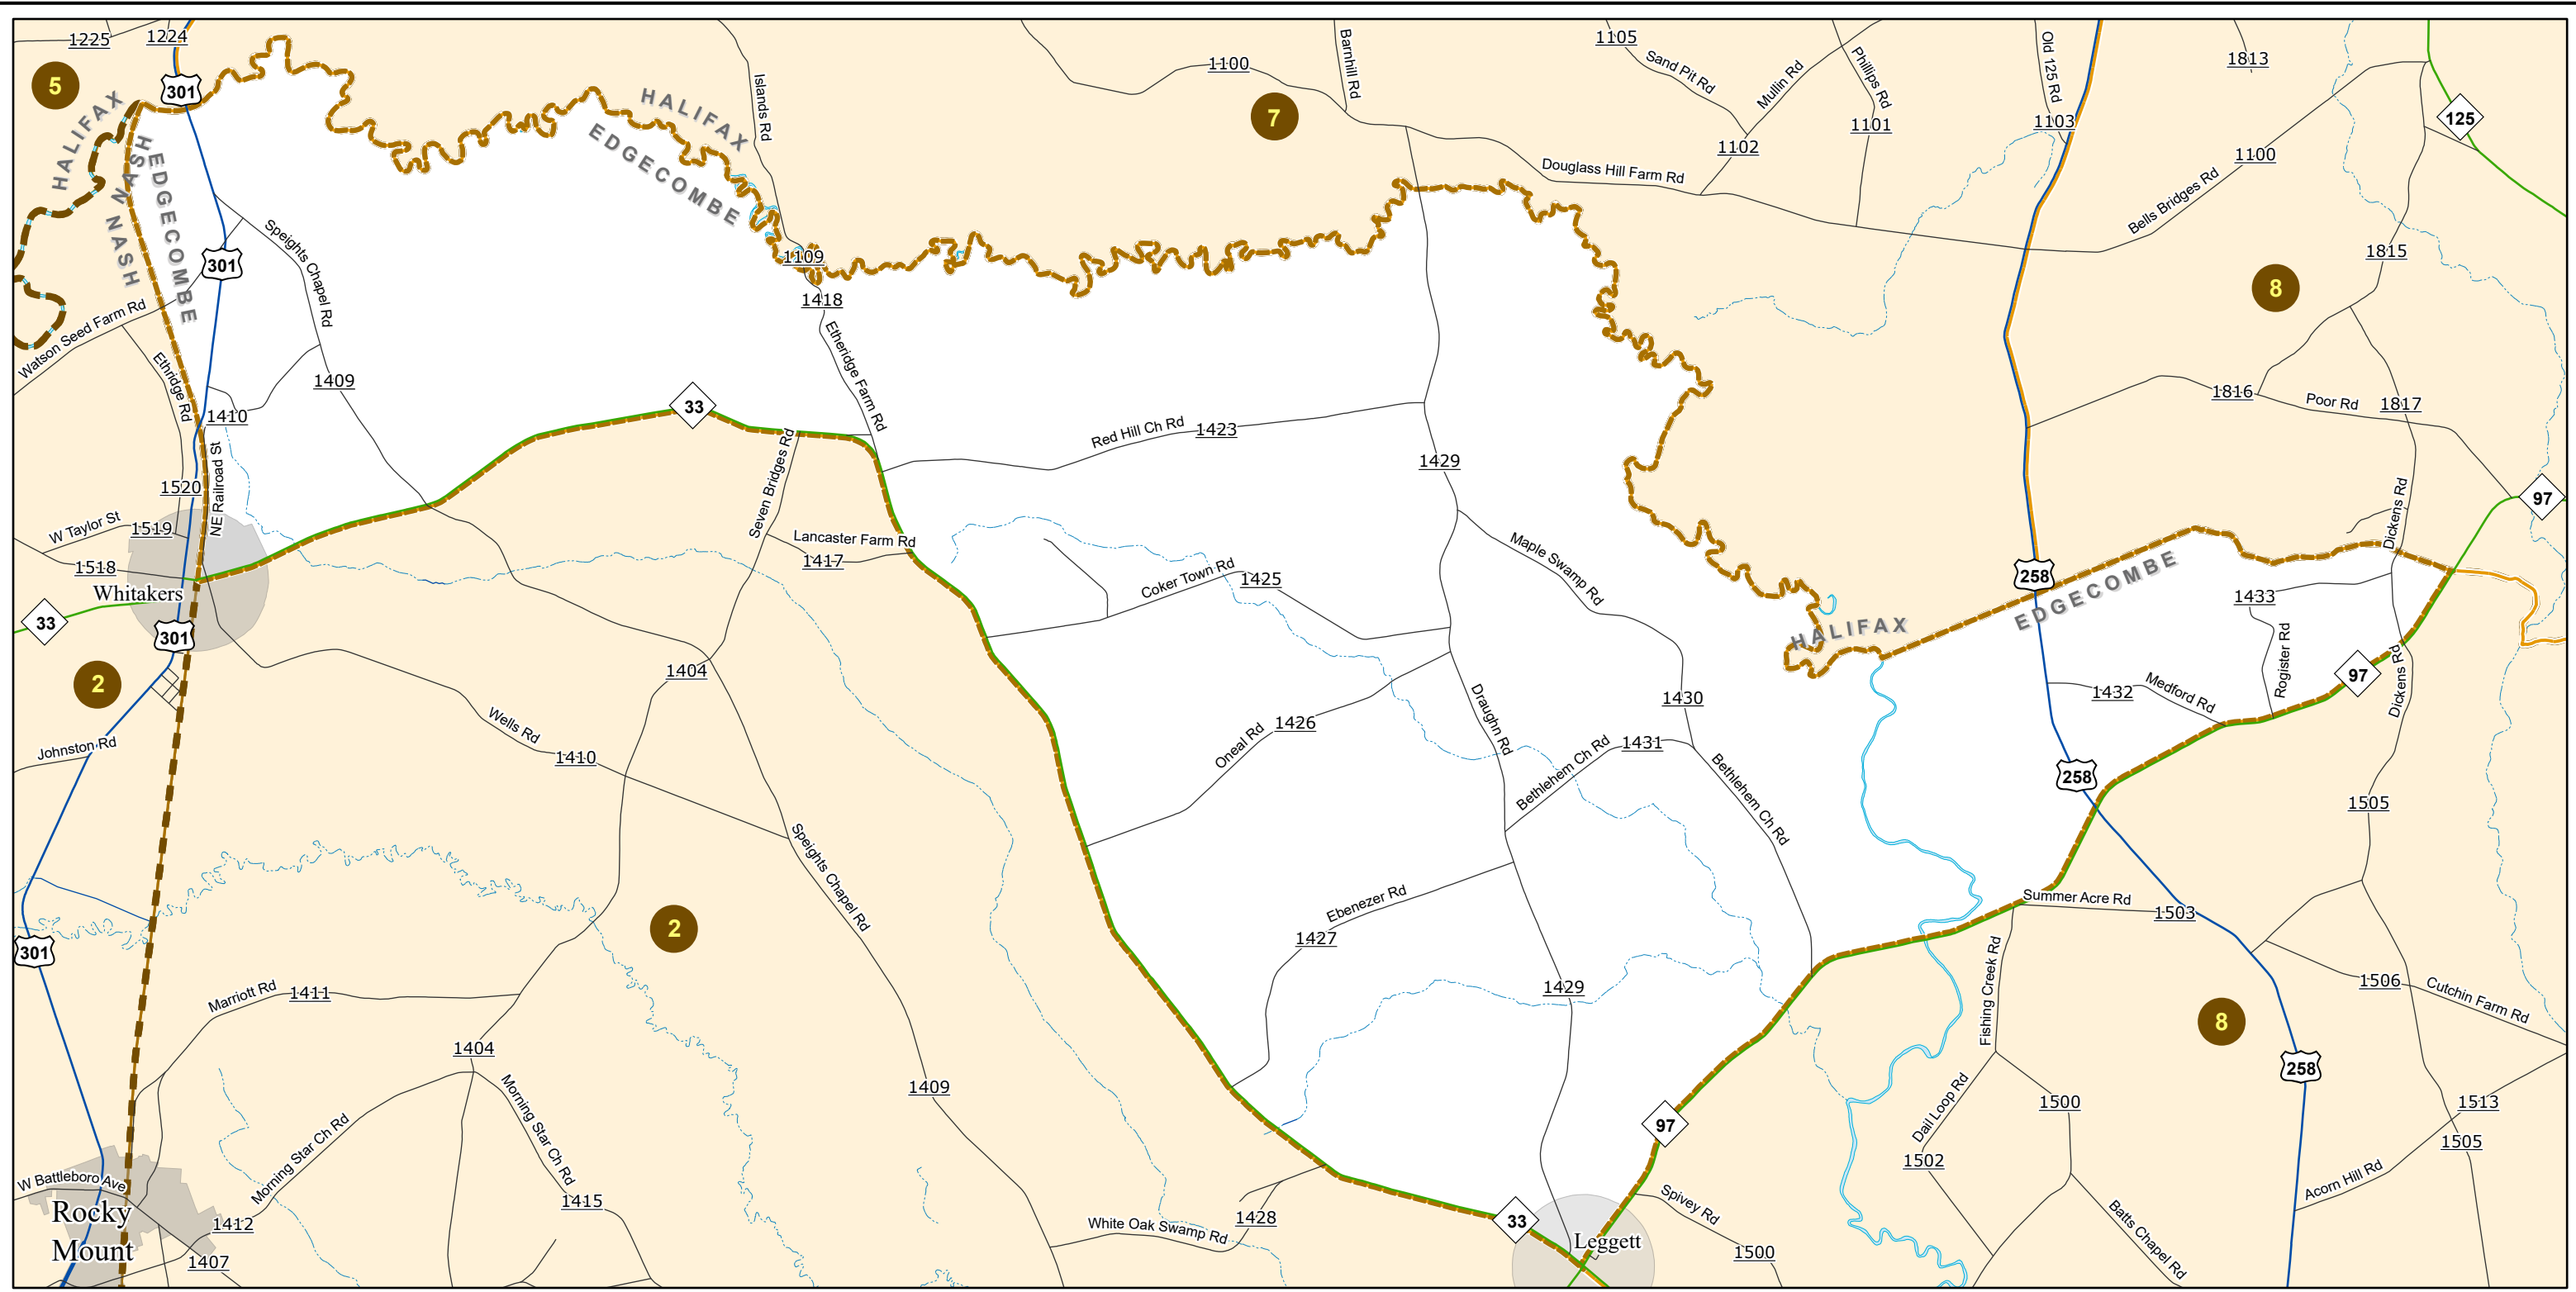 1225
1224
5
301
HALIFAX
NASH
NASH
EDGECOMBE
HALIFAX
EDGECOMBE
Islands Rd
1100
7
Barnhill Rd
1105
Sand Pit Rd
Mullin Rd
Phillips Rd
1101
1102
Douglass Hill Farm Rd
Old 125 Rd
1103
1813
125
1100
Bells Bridges Rd
1815
8
301
Speights Chapel Rd
Watson Seed Farm Rd
Ethridge Rd
1409
1410
1109
1418
Etheridge Farm Rd
33
Red Hill Ch Rd
1423
1429
1816
Poor Rd
1817
97
Dickens Rd
1520
NE Railroad St
W Taylor St
1519
1518
Whitakers
33
301
2
Seven Bridges Rd
Lancaster Farm Rd
1417
Coker Town Rd
1425
Maple Swamp Rd
HALIFAX
EDGECOMBE
258
1433
Rogister Rd
97
Dickens Rd
1432
Medford Rd
258
1404
1430
Wells Rd
1410
Johnston Rd
Oneal Rd
1426
Draughn Rd
Bethlehem Ch Rd
1431
Bethlehem Ch Rd
1505
Speights Chapel Rd
2
301
Ebenezer Rd
1427
1429
Summer Acre Rd
1503
Fishing Creek Rd
1506
Cutchin Farm Rd
8
258
Marriott Rd
1411
1404
1409
Morning Star Ch Rd
Morning Star Ch Rd
1415
1412
1407
W Battleboro Ave
Rocky
Mount
97
Dail Loop Rd
1500
1502
1513
1505
Acorn Hill Rd
Batts Chapel Rd
White Oak Swamp Rd
1428
33
Leggett
Spivey Rd
1500